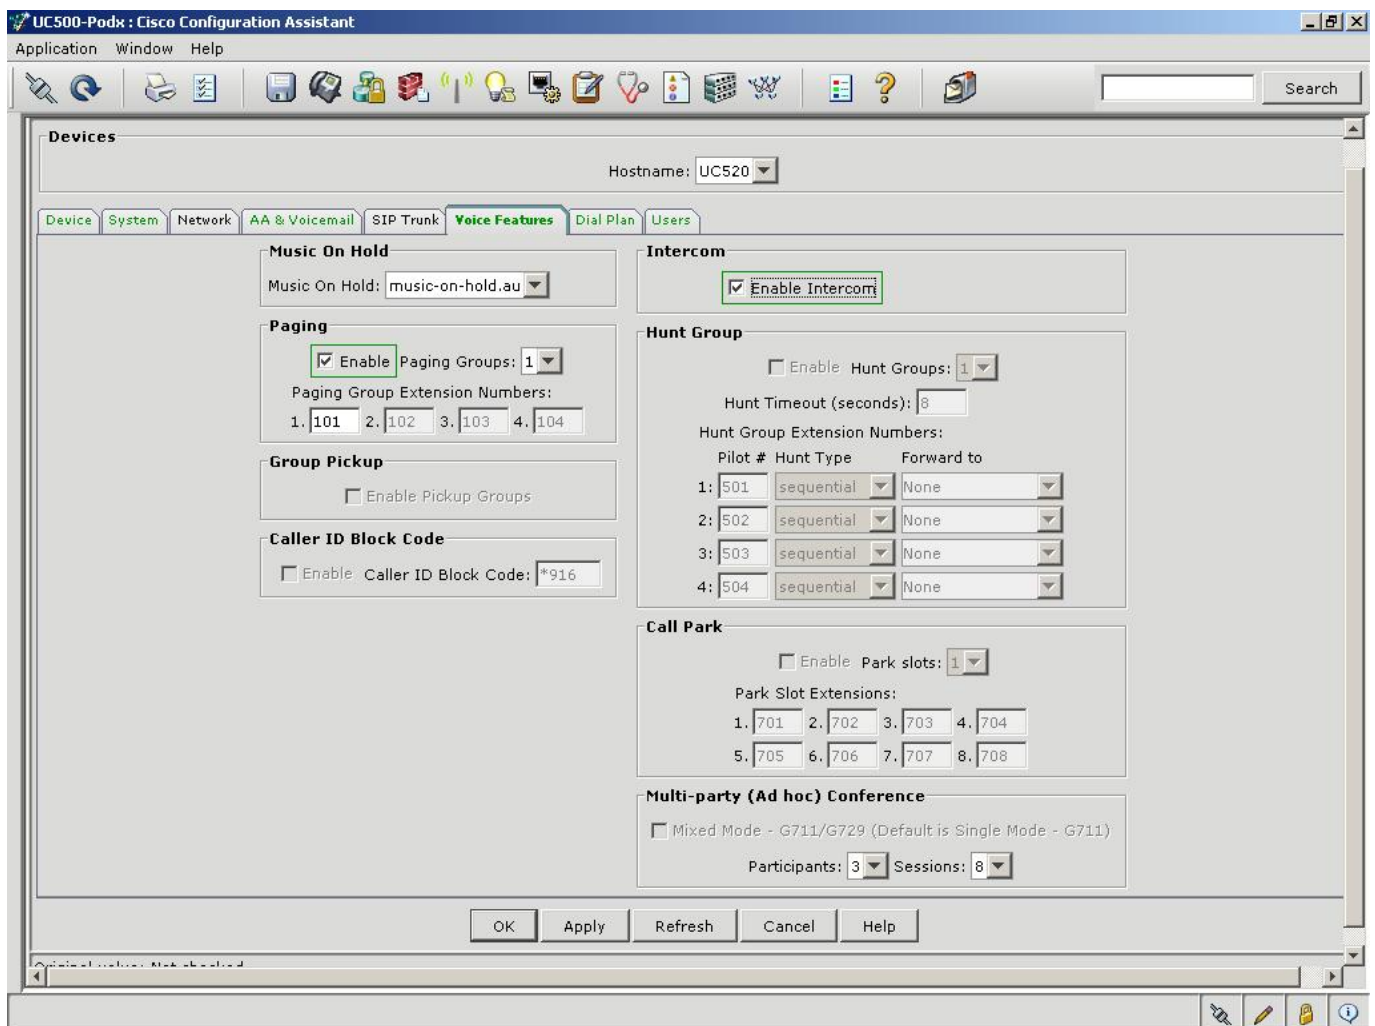 UC500-Podx : Cisco Configuration Assistant
Application Window Help
Search
Devices
Hostname: UC520
Device System Network AA & Voicemail SIP Trunk Voice Features Dial Plan Users
Music On Hold
Music On Hold: music-on-hold.au
Paging
Enable Paging Groups: 1
Paging Group Extension Numbers:
1. 101 2. 102 3. 103 4. 104
Group Pickup
Enable Pickup Groups
Caller ID Block Code
Enable Caller ID Block Code: *916
Intercom
Enable Intercom
Hunt Group
Enable Hunt Groups: 1
Hunt Timeout (seconds): 8
Hunt Group Extension Numbers:
Pilot # Hunt Type Forward to
1: 501 sequential None
2: 502 sequential None
3: 503 sequential None
4: 504 sequential None
Call Park
Enable Park slots: 1
Park Slot Extensions:
1. 701 2. 702 3. 703 4. 704
5. 705 6. 706 7. 707 8. 708
Multi-party (Ad hoc) Conference
Mixed Mode - G711/G729 (Default is Single Mode - G711)
Participants: 3 Sessions: 8
OK Apply Refresh Cancel Help
Original value: Not checked